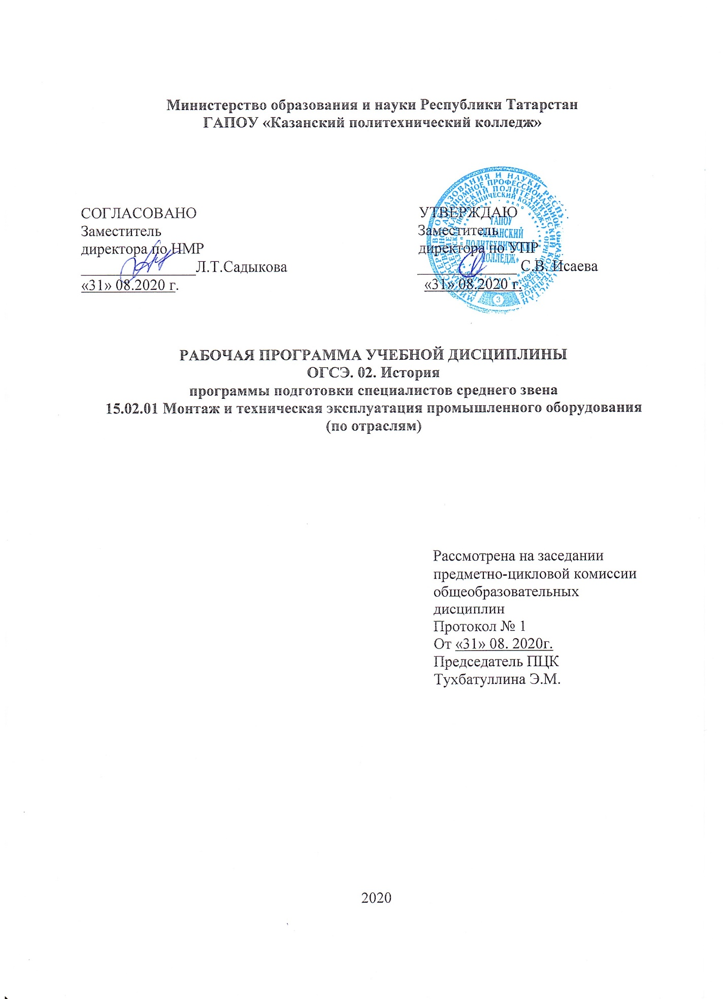 Министерство образования и науки Республики Татарстан
ГАПОУ «Казанский политехнический колледж»
СОГЛАСОВАНО
Заместитель
директора по НМР
Л.Т.Садыкова
«31» 08.2020 г.
УТВЕРЖДАЮ
Заместитель
директора по УПР
С.В. Исаева
«31» 08.2020 г.
ГАПОУ
«КАЗАНСКИЙ
ПОЛИТЕХНИЧЕСКИЙ
КОЛЛЕДЖ»
3
РАБОЧАЯ ПРОГРАММА УЧЕБНОЙ ДИСЦИПЛИНЫ
ОГСЭ. 02. История
программы подготовки специалистов среднего звена
15.02.01 Монтаж и техническая эксплуатация промышленного оборудования
(по отраслям)
Рассмотрена на заседании
предметно-цикловой комиссии
общеобразовательных
дисциплин
Протокол № 1
От «31» 08. 2020г.
Председатель ПЦК
Тухбатуллина Э.М.
2020